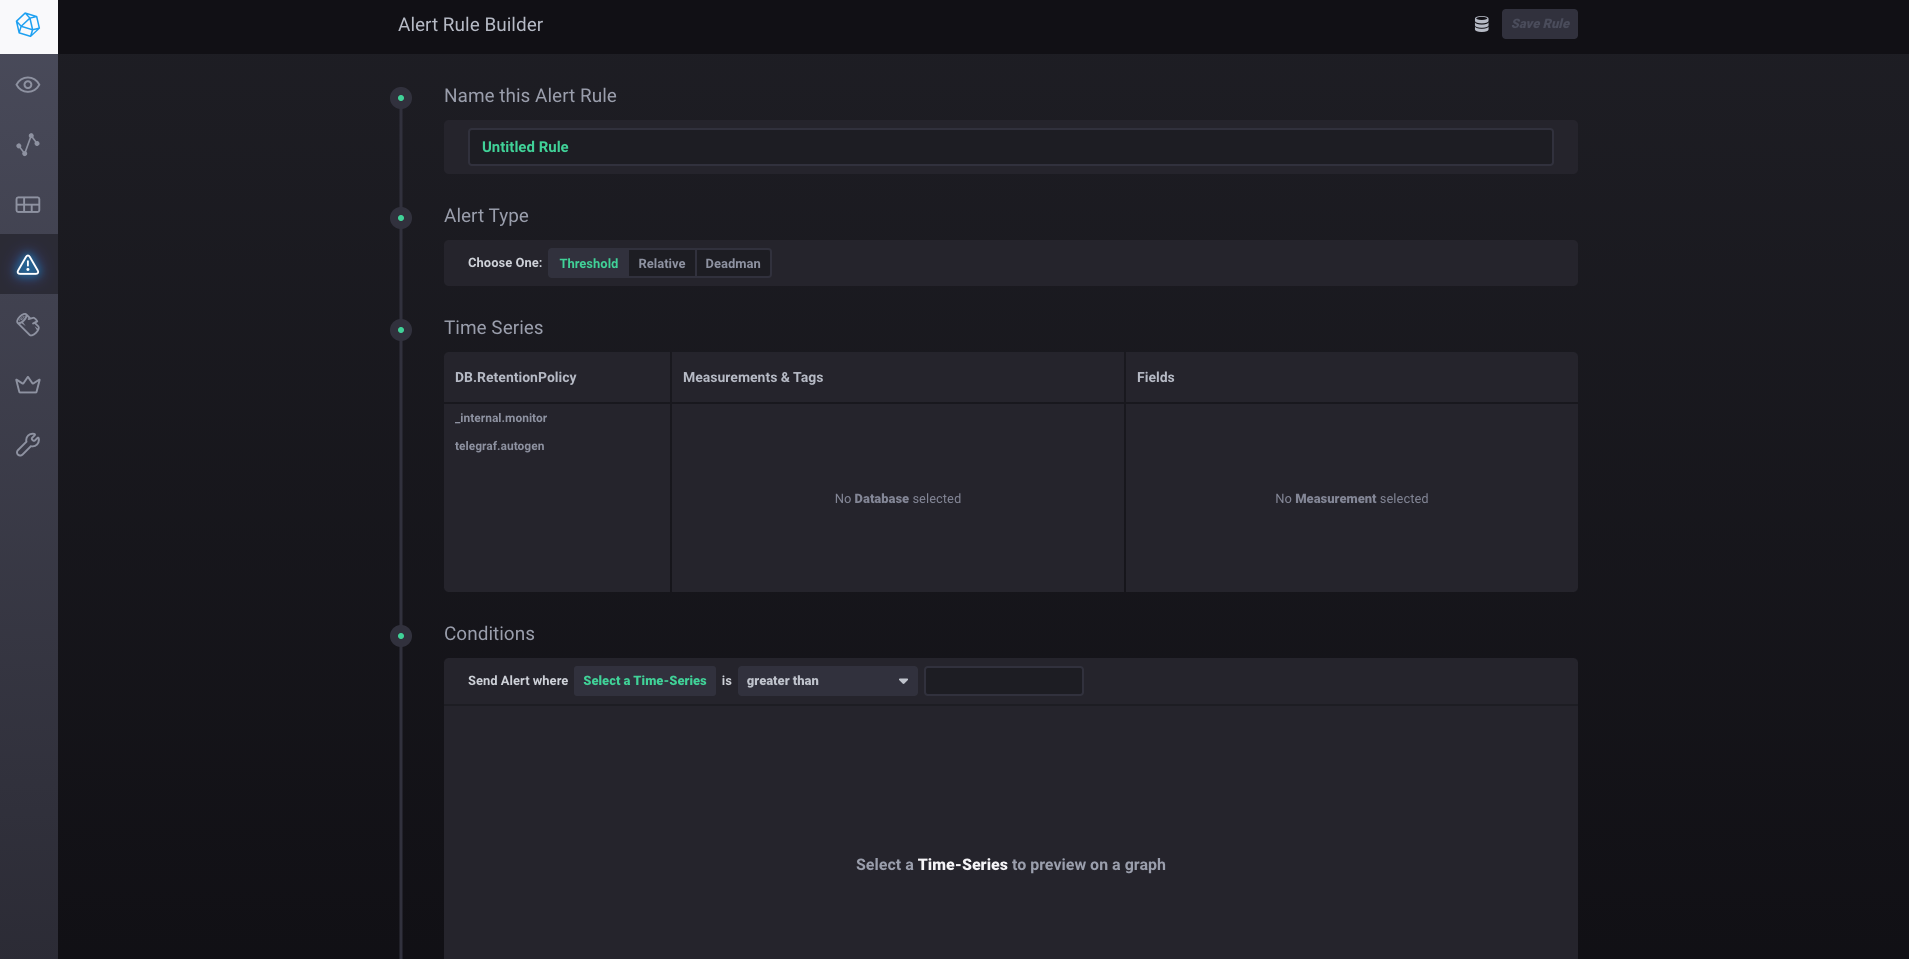 Alert Rule Builder
Save Rule
Name this Alert Rule
Untitled Rule
Alert Type
Choose One: Threshold Relative Deadman
Time Series
DB.RetentionPolicy Measurements & Tags Fields
_internal.monitor
telegraf.autogen
No Database selected No Measurement selected
Conditions
Send Alert where Select a Time-Series is greater than
Select a Time-Series to preview on a graph